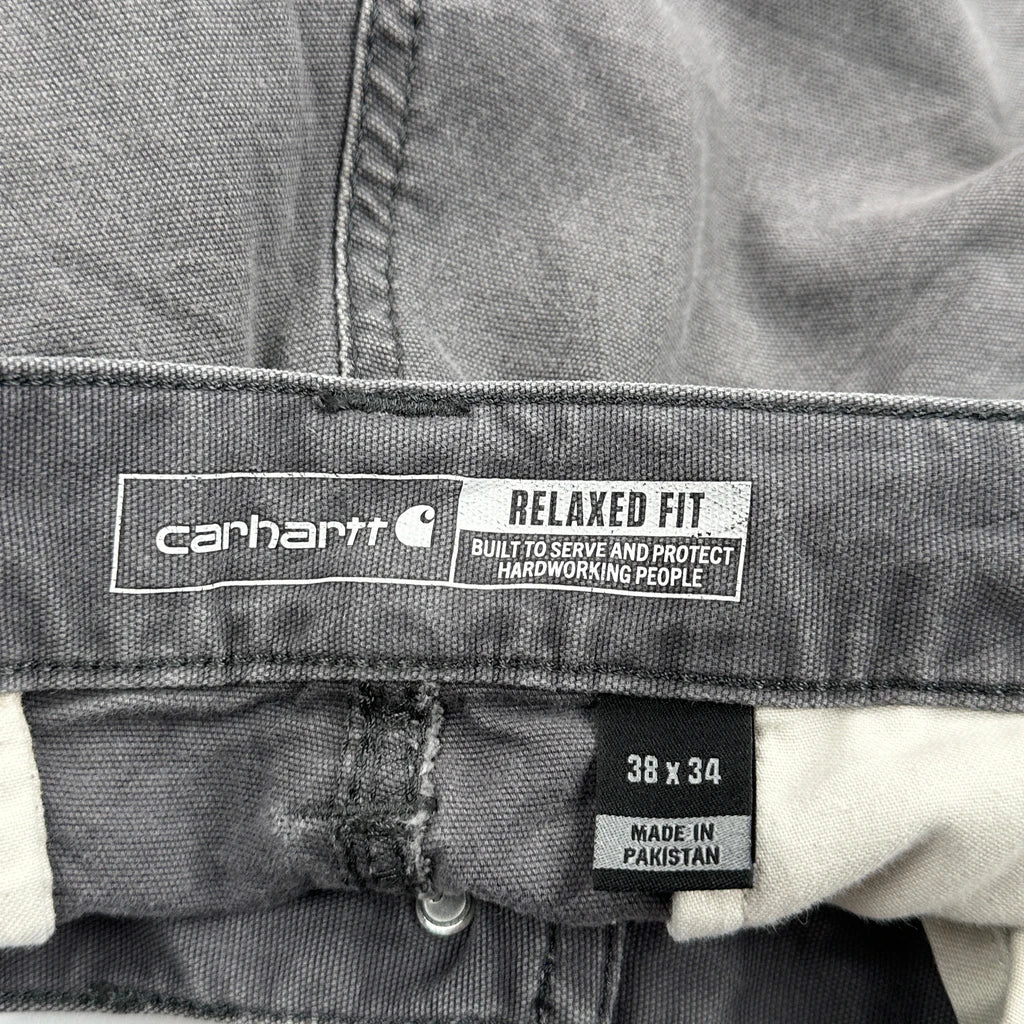 carhartt
RELAXED FIT
BUILT TO SERVE AND PROTECT
HARDWORKING PEOPLE
38 x 34
MADE IN
PAKISTAN